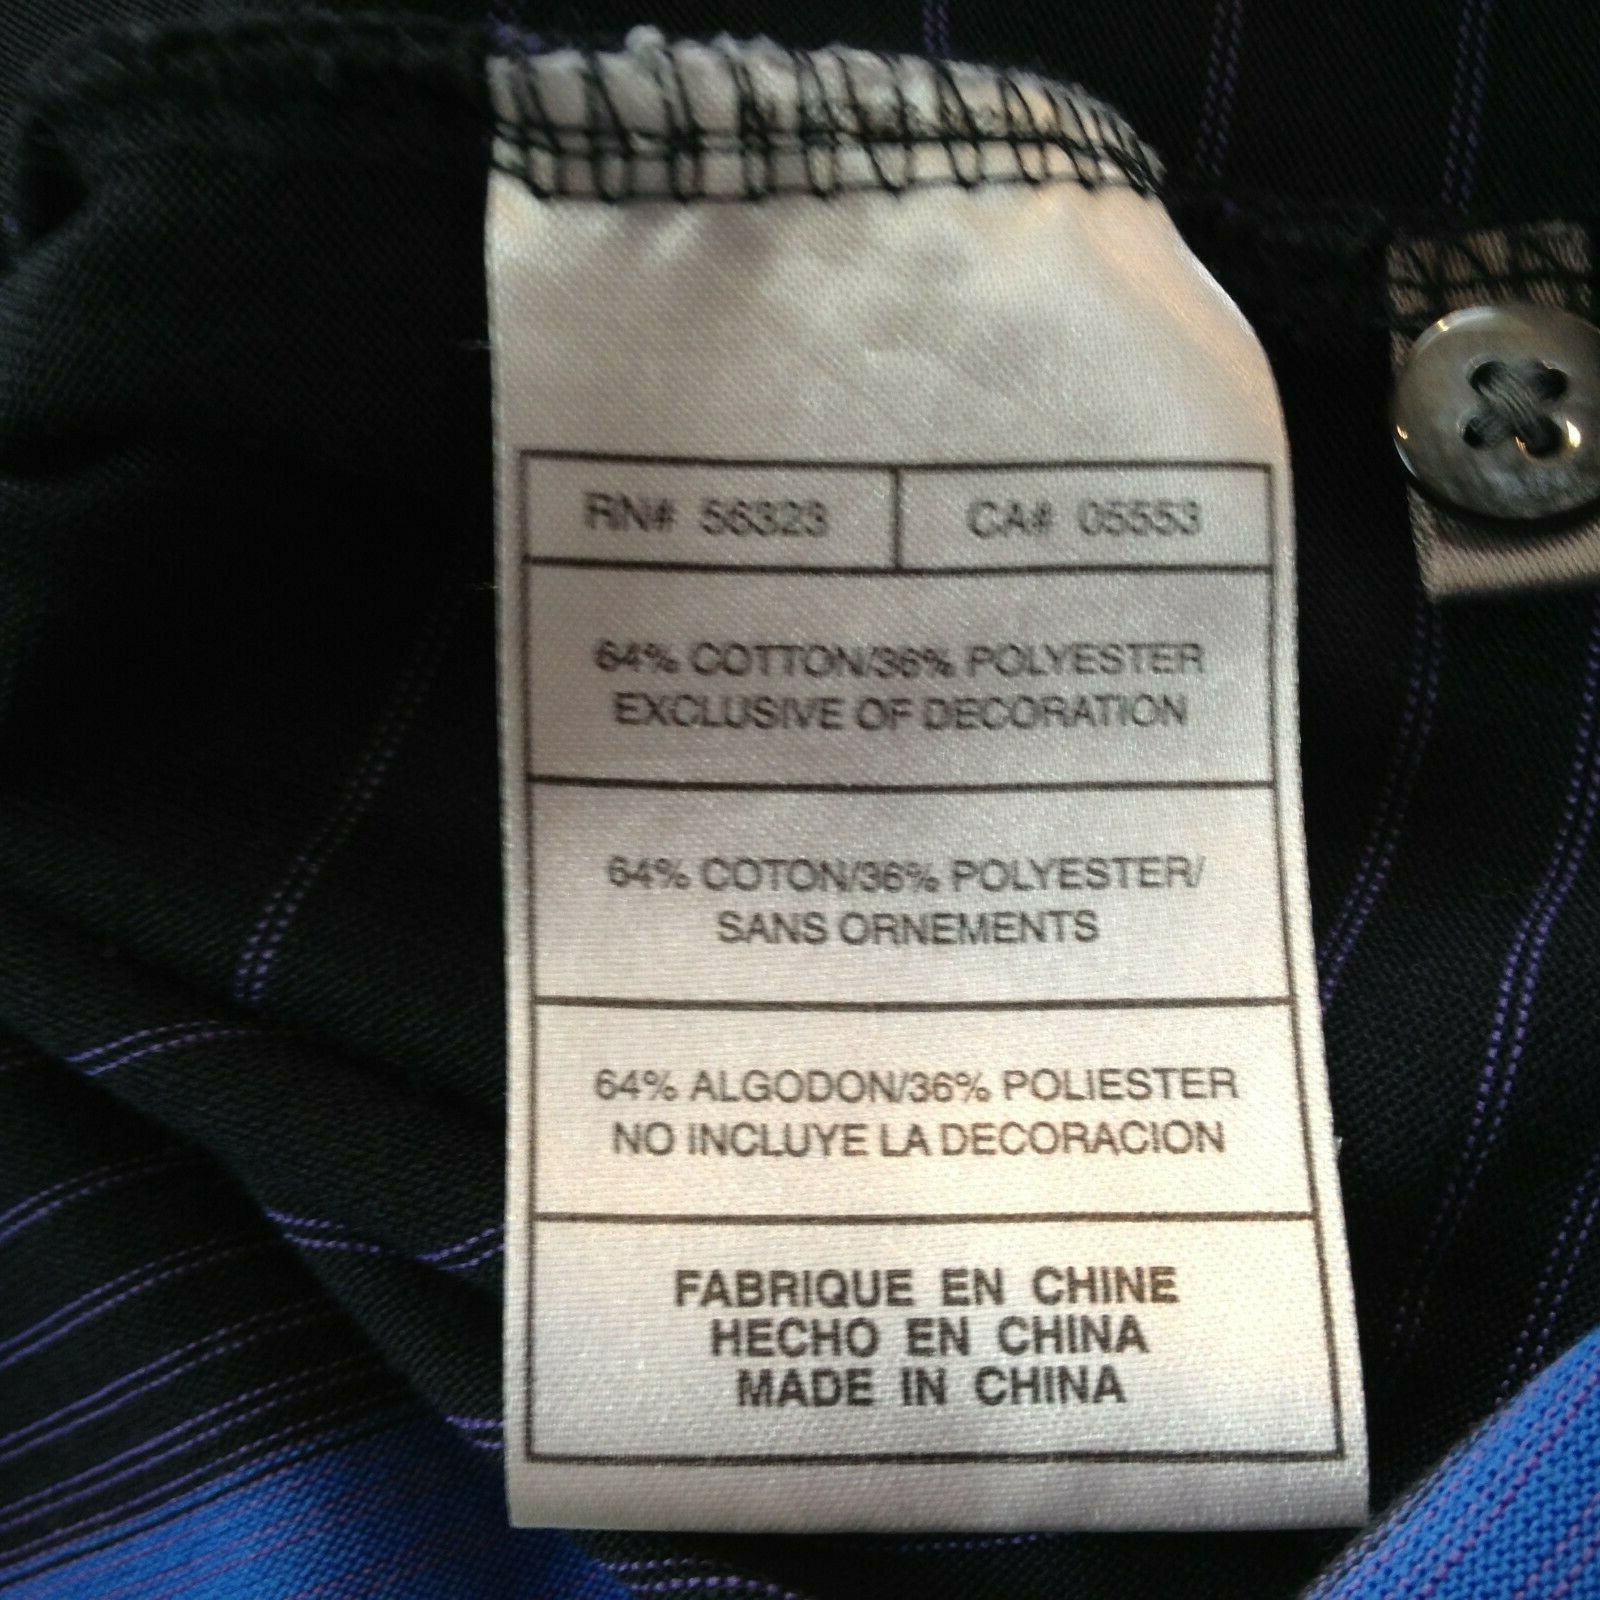 RN# 56323 CA# 05553
64% COTTON/36% POLYESTER
EXCLUSIVE OF DECORATION
64% COTON/36% POLYESTER/
SANS ORNEMENTS
64% ALGODON/36% POLIESTER
NO INCLUYE LA DECORACION
FABRIQUE EN CHINE
HECHO EN CHINA
MADE IN CHINA